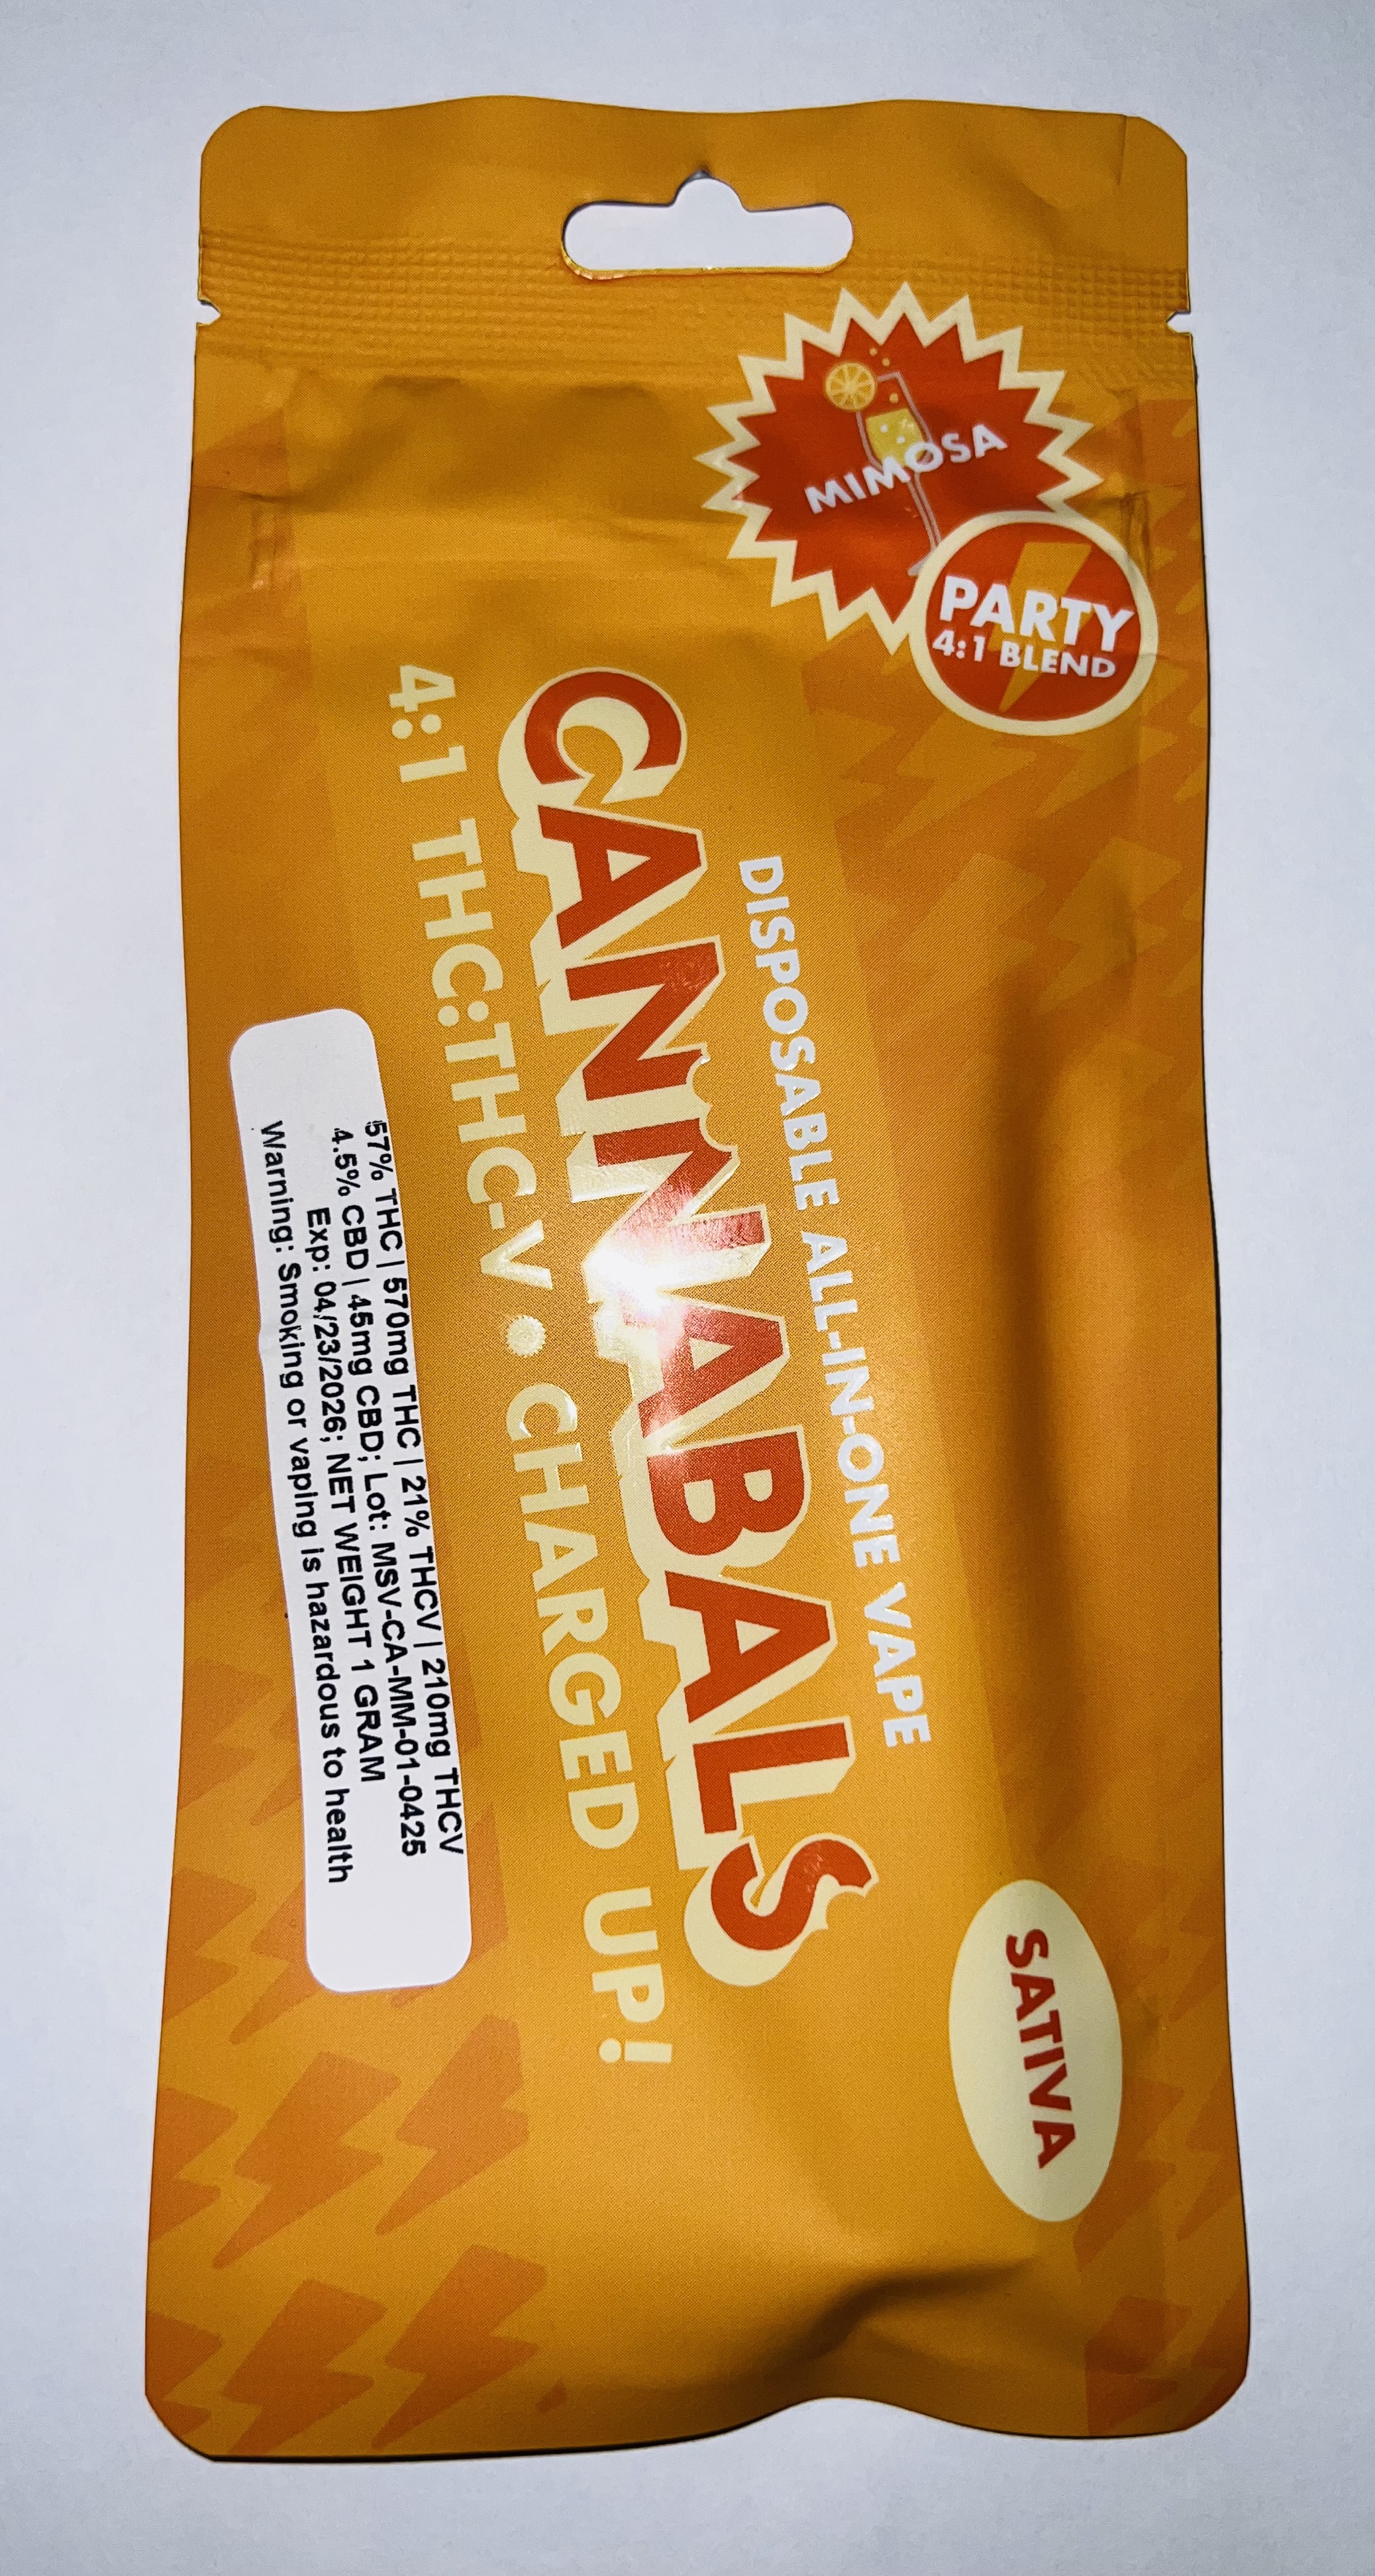 MIMOSA
PARTY
4:1 BLEND
DISPOSABLE ALL-IN-ONE VAPE
CANNABALS
4:1 THC:THC-V • CHARGED UP!
SATIVA
57% THC | 570mg THC | 21% THCV | 210mg THCV
4.5% CBD | 45mg CBD; Lot: MSV-CA-MM-01-0425
Exp: 04/23/2026; NET WEIGHT 1 GRAM
Warning: Smoking or vaping is hazardous to health